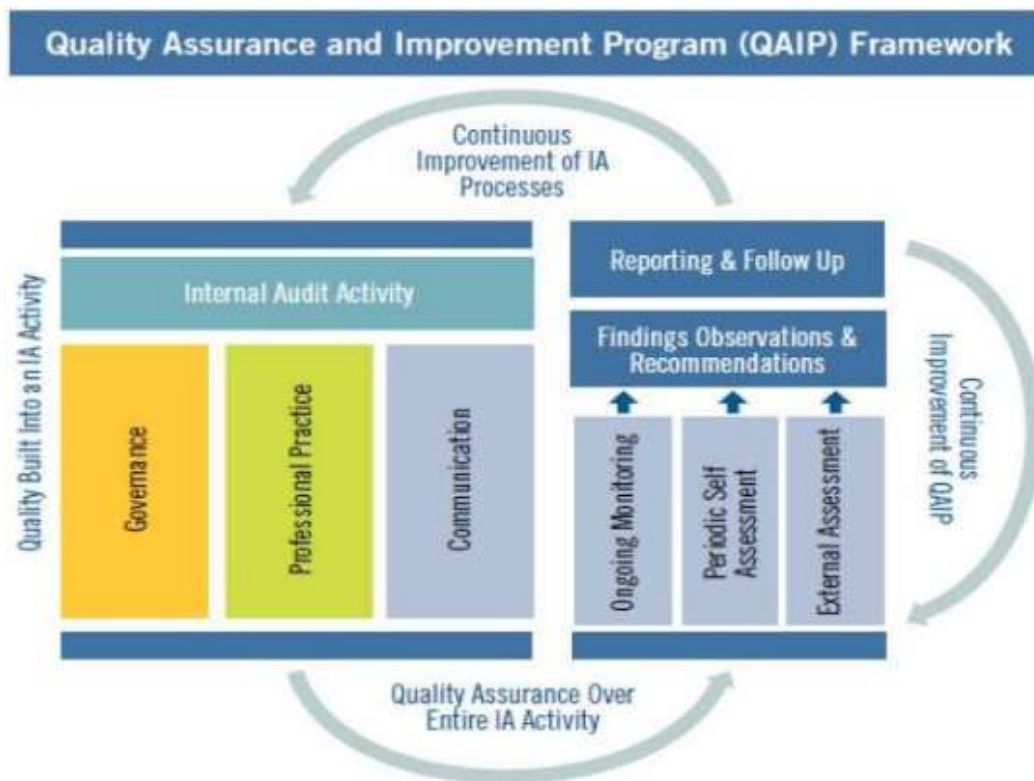 Quality Assurance and Improvement Program (QAIP) Framework
Continuous
Improvement of IA
Processes
Quality Built Into an IA Activity
Internal Audit Activity
Governance
Professional Practice
Communication
Reporting & Follow Up
Findings Observations &
Recommendations
Ongoing Monitoring
Periodic Self
Assessment
External Assessment
Continuous
Improvement of QAIP
Quality Assurance Over
Entire IA Activity